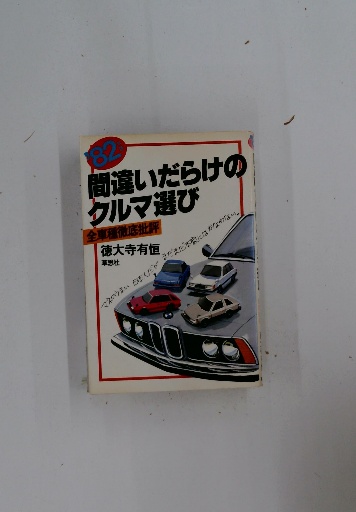 '82
間違いだらけの
クルマ選び
全車種徹底批評
徳大寺有恒
草思社